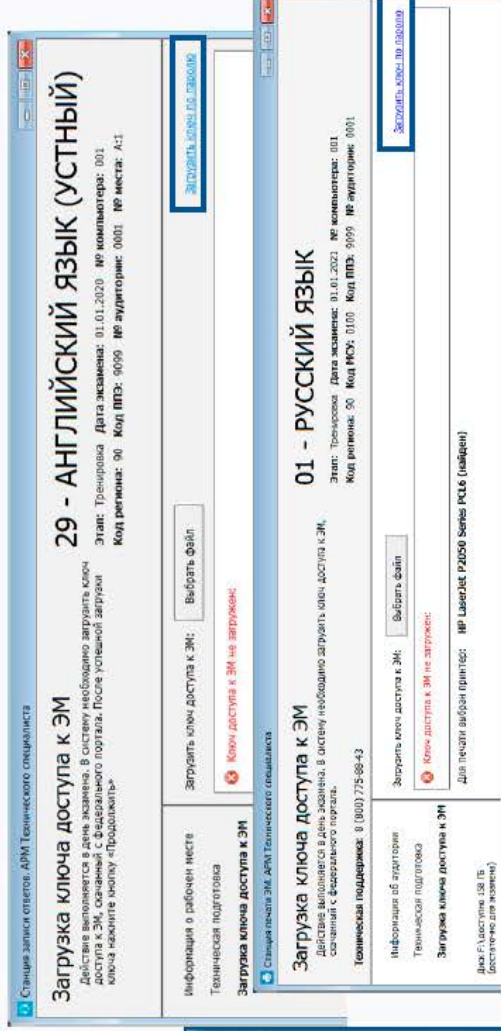 Станция записи ответов. АРМ Технического специалиста
Загрузка ключа доступа к ЭМ
Действие выполняется в день экзамена. В систему необходимо загрузить ключ
доступа к ЭМ, скачанный с федерального портала. После успешной загрузки
ключа нажмите кнопку «Продолжить»
29 - АНГЛИЙСКИЙ ЯЗЫК (УСТНЫЙ)
Этап: Тренировка Дата экзамена: 01.01.2020 № компьютера: 001
Код региона: 90 Код ППЭ: 9099 № аудитории: 0001 № места: А:1
Информация о рабочем месте
Техническая подготовка
Загрузка ключа доступа к ЭМ
Загрузить ключ доступа к ЭМ:
Выбрать файл
Загрузить ключ по паролю
Ключ доступа к ЭМ не загружен:
Станция печати ЭМ. АРМ Технического специалиста
Загрузка ключа доступа к ЭМ
Действие выполняется в день экзамена. В систему необходимо загрузить ключ доступа к ЭМ,
скачанный с федерального портала.
Техническая поддержка: 8 (800) 775-88-43
01 - РУССКИЙ ЯЗЫК
Этап: Тренировка Дата экзамена: 01.01.2021 № компьютера: 001
Код региона: 90 Код МСУ: 0100 Код ППЭ: 9099 № аудитории: 0001
Информация об аудитории
Техническая подготовка
Загрузка ключа доступа к ЭМ
Загрузить ключ доступа к ЭМ:
Выбрать файл
Загрузить ключ по паролю
Ключ доступа к ЭМ не загружен:
Для печати выбран принтер: HP LaserJet P2050 Series PCL6 (найден)
Диск F:\доступно 158 ГБ
(достаточно для экзамена)